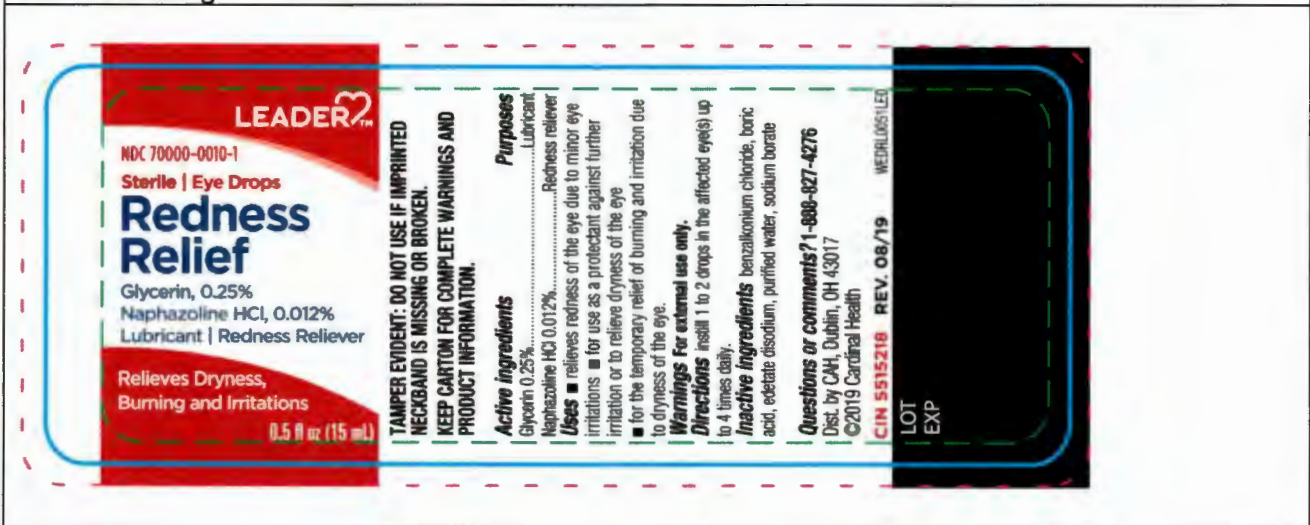 LEADER™
NDC 70000-0010-1
Sterile | Eye Drops
Redness
Relief
Glycerin, 0.25%
Naphazoline HCl, 0.012%
Lubricant | Redness Reliever
Relieves Dryness,
Burning and Irritations
0.5 fl oz (15 mL)
TAMPER EVIDENT: DO NOT USE IF IMPRINTED
NECKBAND IS MISSING OR BROKEN.
KEEP CARTON FOR COMPLETE WARNINGS AND
PRODUCT INFORMATION.
Active ingredients Purposes
Glycerin 0.25%..........Lubricant
Naphazoline HCl 0.012%..........Redness reliever
Uses ■ relieves redness of the eye due to minor eye
irritations ■ for use as a protectant against further
irritation or to relieve dryness of the eye
■ for the temporary relief of burning and irritation due
to dryness of the eye.
Warnings For external use only.
Directions instill 1 to 2 drops in the affected eye(s) up
to 4 times daily.
Inactive ingredients benzalkonium chloride, boric
acid, edetate disodium, purified water, sodium borate
Questions or comments? 1-888-827-4276
Dist. by CAH, Dublin, OH 43017
©2019 Cardinal Health
CIN 5515218 REV. 08/19 WEDRL0051LE0
LOT
EXP